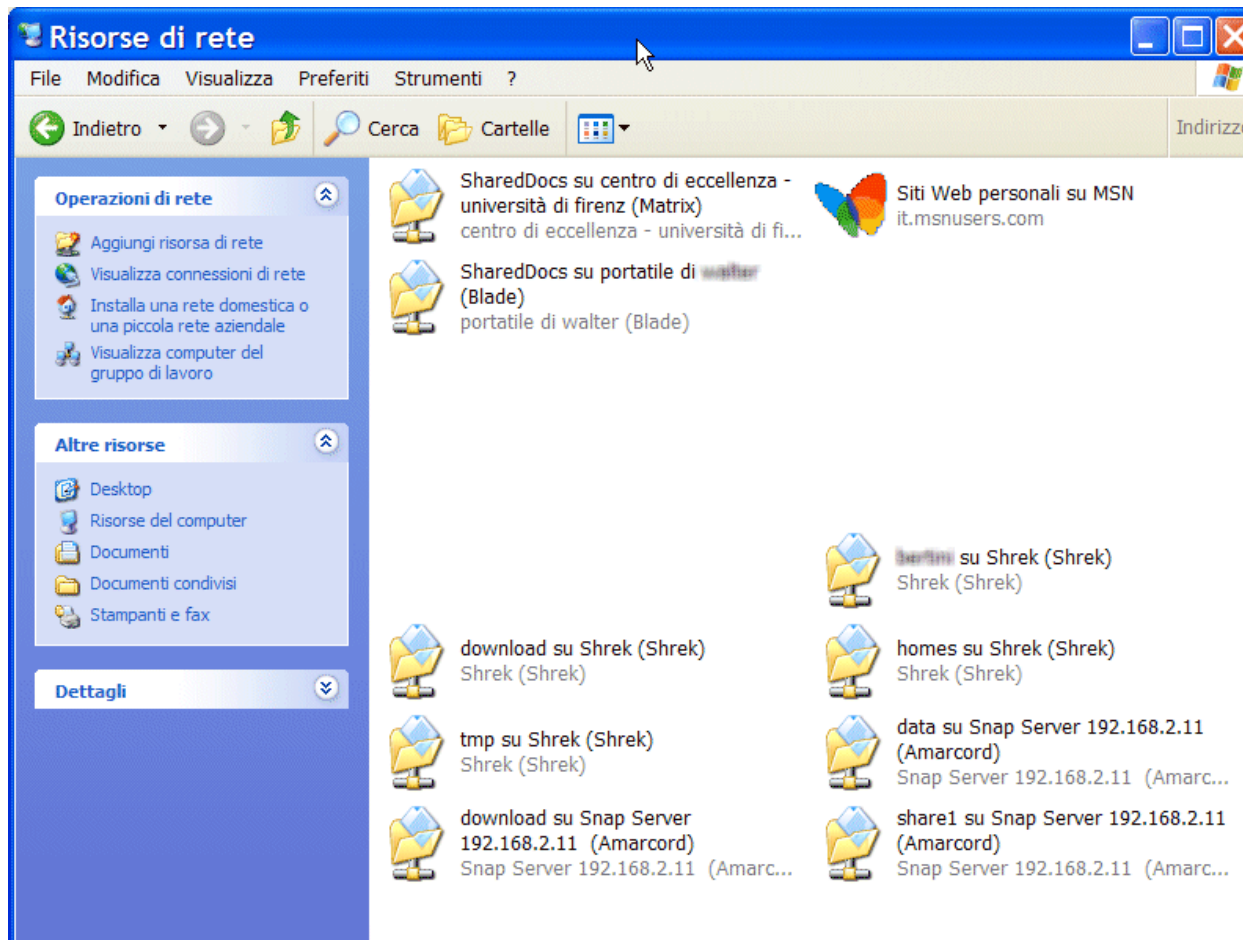 Risorse di rete
File Modifica Visualizza Preferiti Strumenti ?
Indietro Cerca Cartelle Indirizzo
Operazioni di rete
Aggiungi risorsa di rete
Visualizza connessioni di rete
Installa una rete domestica o
una piccola rete aziendale
Visualizza computer del
gruppo di lavoro
Altre risorse
Desktop
Risorse del computer
Documenti
Documenti condivisi
Stampanti e fax
Dettagli
SharedDocs su centro di eccellenza -
università di firenz (Matrix)
centro di eccellenza - università di fi...
Siti Web personali su MSN
it.msnusers.com
SharedDocs su portatile di
(Blade)
portatile di walter (Blade)
su Shrek (Shrek)
Shrek (Shrek)
download su Shrek (Shrek)
Shrek (Shrek)
homes su Shrek (Shrek)
Shrek (Shrek)
tmp su Shrek (Shrek)
Shrek (Shrek)
data su Snap Server 192.168.2.11
(Amarcord)
Snap Server 192.168.2.11 (Amarc...
download su Snap Server
192.168.2.11 (Amarcord)
Snap Server 192.168.2.11 (Amarc...
share1 su Snap Server 192.168.2.11
(Amarcord)
Snap Server 192.168.2.11 (Amarc...